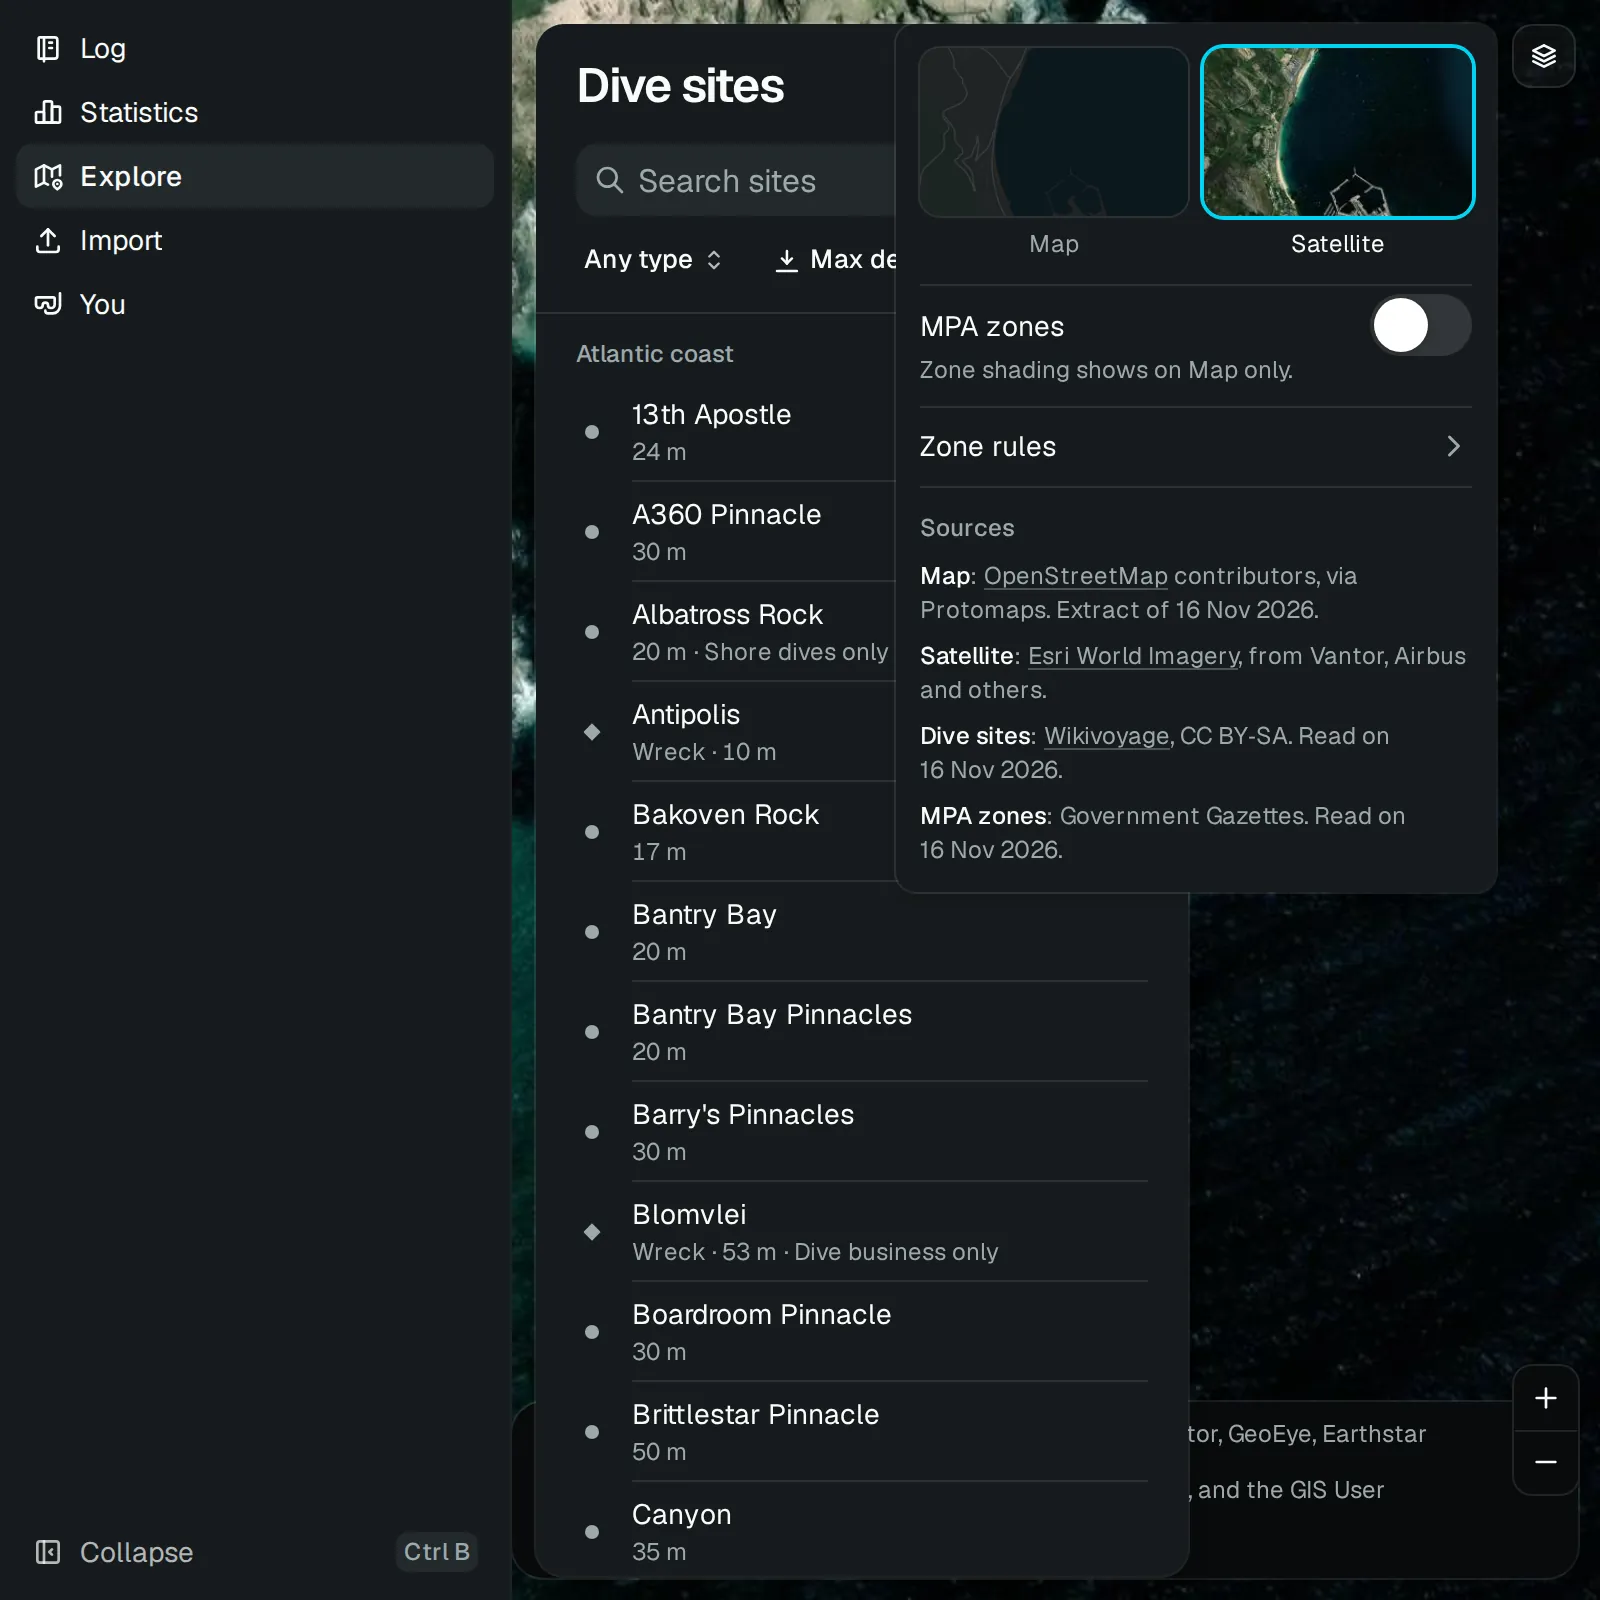 Log
Statistics
Explore
Import
You
Collapse
Ctrl B
Dive sites
Search sites
Any type
Max de
Atlantic coast
13th Apostle
24 m
A360 Pinnacle
30 m
Albatross Rock
20 m · Shore dives only
Antipolis
Wreck · 10 m
Bakoven Rock
17 m
Bantry Bay
20 m
Bantry Bay Pinnacles
20 m
Barry's Pinnacles
30 m
Blomvlei
Wreck · 53 m · Dive business only
Boardroom Pinnacle
30 m
Brittlestar Pinnacle
50 m
Canyon
35 m
Map
Satellite
MPA zones
Zone shading shows on Map only.
Zone rules
Sources
Map: OpenStreetMap contributors, via
Protomaps. Extract of 16 Nov 2026.
Satellite: Esri World Imagery, from Vantor, Airbus
and others.
Dive sites: Wikivoyage, CC BY-SA. Read on
16 Nov 2026.
MPA zones: Government Gazettes. Read on
16 Nov 2026.
tor, GeoEye, Earthstar
, and the GIS User